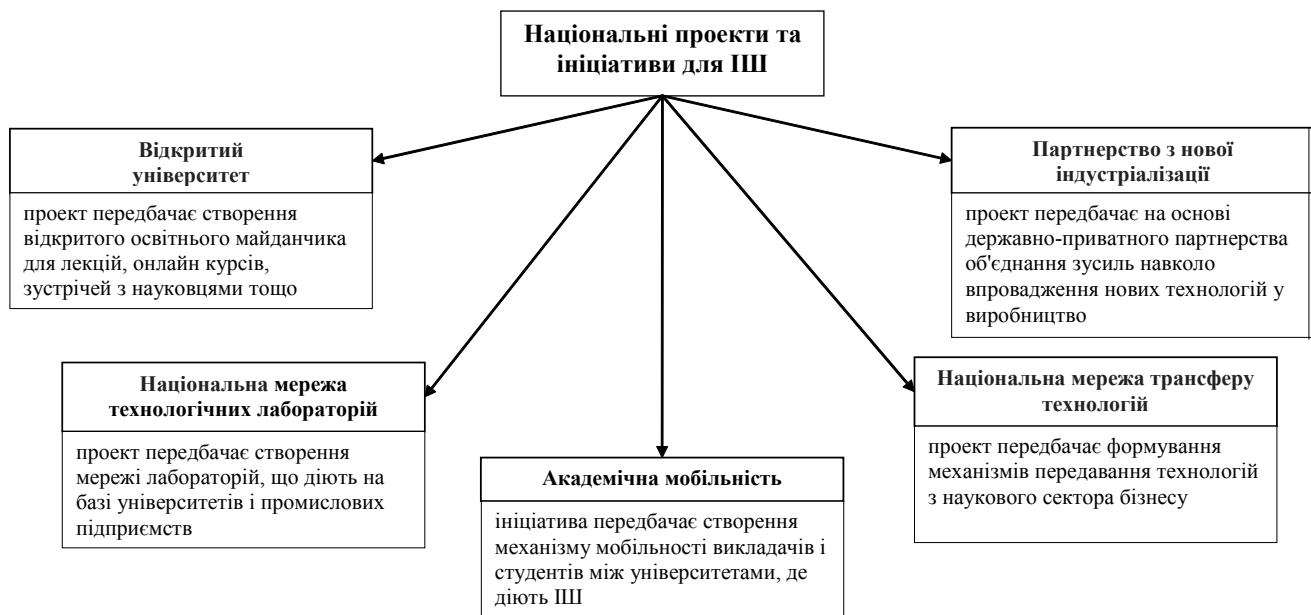 Національні проекти та
ініціативи для ІШ
Відкритий
університет
проект передбачає створення
відкритого освітнього майданчика
для лекцій, онлайн курсів,
зустрічей з науковцями тощо
Партнерство з нової
індустріалізації
проект передбачає на основі
державно-приватного партнерства
об'єднання зусиль навколо
впровадження нових технологій у
виробництво
Національна мережа
технологічних лабораторій
проект передбачає створення
мережі лабораторій, що діють на
базі університетів і промислових
підприємств
Академічна мобільність
ініціатива передбачає створення
механізму мобільності викладачів і
студентів між університетами, де
діють ІШ
Національна мережа трансферу
технологій
проект передбачає формування
механізмів передавання технологій
з наукового сектора бізнесу